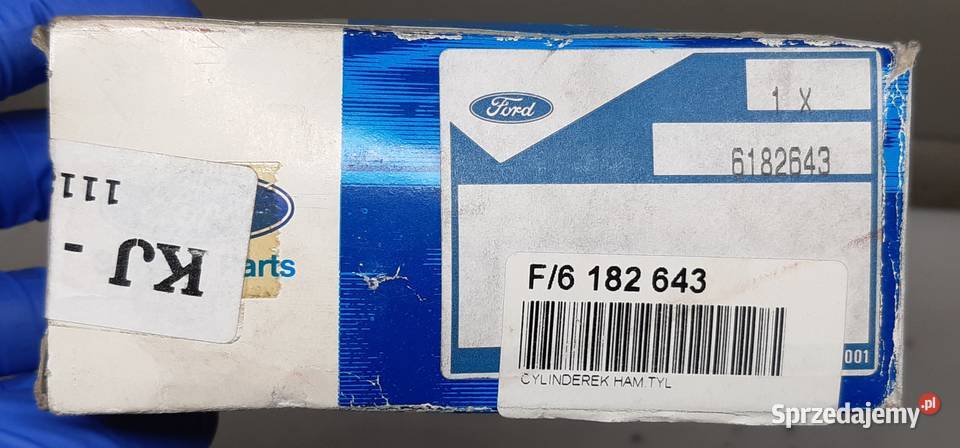 Ford
1 X
6182643
F/6 182 643
CYLINDEREK HAM.TYL
001
arts
KJ -
111
Sprzedajemy.pl